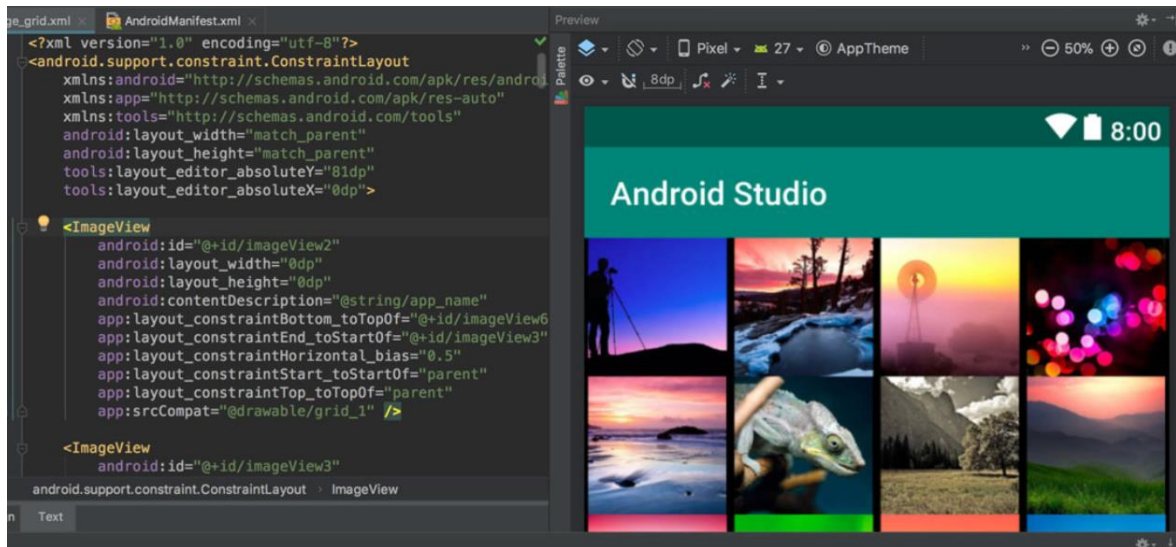 ge_grid.xml
AndroidManifest.xml
<?xml version="1.0" encoding="utf-8"?>
<android.support.constraint.ConstraintLayout
xmlns:android="http://schemas.android.com/apk/res/androi
xmlns:app="http://schemas.android.com/apk/res-auto"
xmlns:tools="http://schemas.android.com/tools"
android:layout_width="match_parent"
android:layout_height="match_parent"
tools:layout_editor_absoluteY="81dp"
tools:layout_editor_absoluteX="0dp">
<ImageView
android:id="@+id/imageView2"
android:layout_width="0dp"
android:layout_height="0dp"
android:contentDescription="@string/app_name"
app:layout_constraintBottom_toTopOf="@+id/imageView6
app:layout_constraintEnd_toStartOf="@+id/imageView3"
app:layout_constraintHorizontal_bias="0.5"
app:layout_constraintStart_toStartOf="parent"
app:layout_constraintTop_toTopOf="parent"
app:srcCompat="@drawable/grid_1" />
<ImageView
android:id="@+id/imageView3"
android.support.constraint.ConstraintLayout › ImageView
n Text
Preview
Palette
Pixel 27 AppTheme » 50%
8dp
8:00
Android Studio